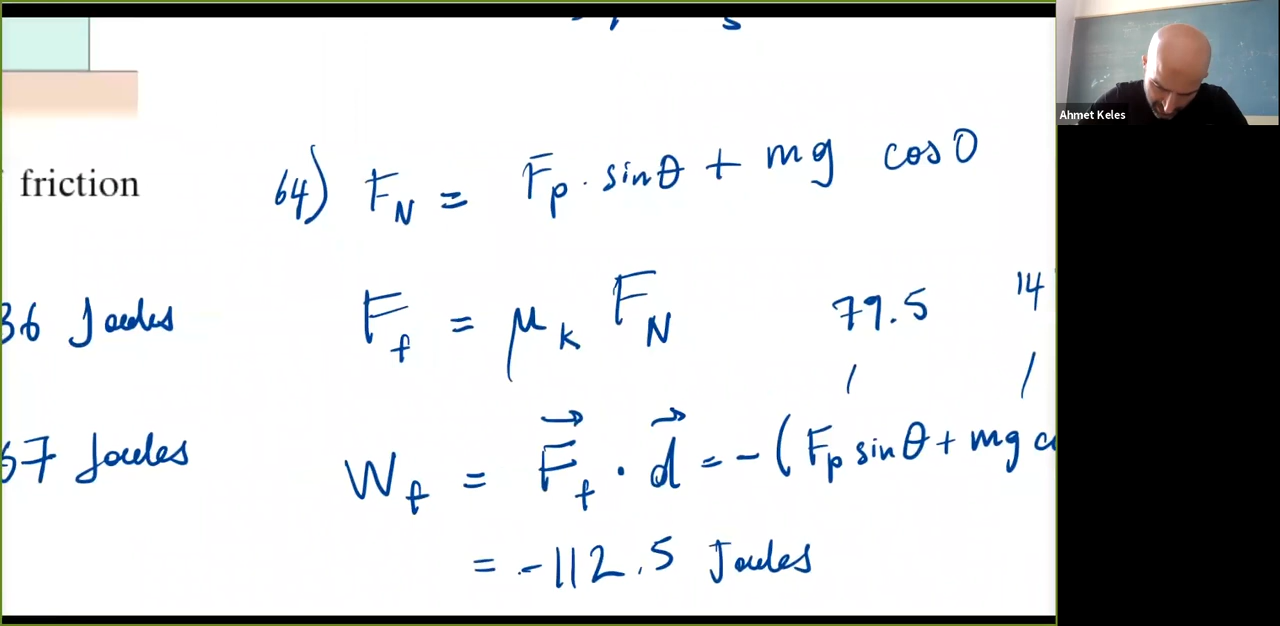 friction
64) F_N = F_p · sinθ + mg cosθ
36 Joules
F_f = μ_k F_N
79.5 14
67 Joules
W_f = F_f · d = - (F_p sinθ + mg
= -112.5 Joules
Ahmet Keles